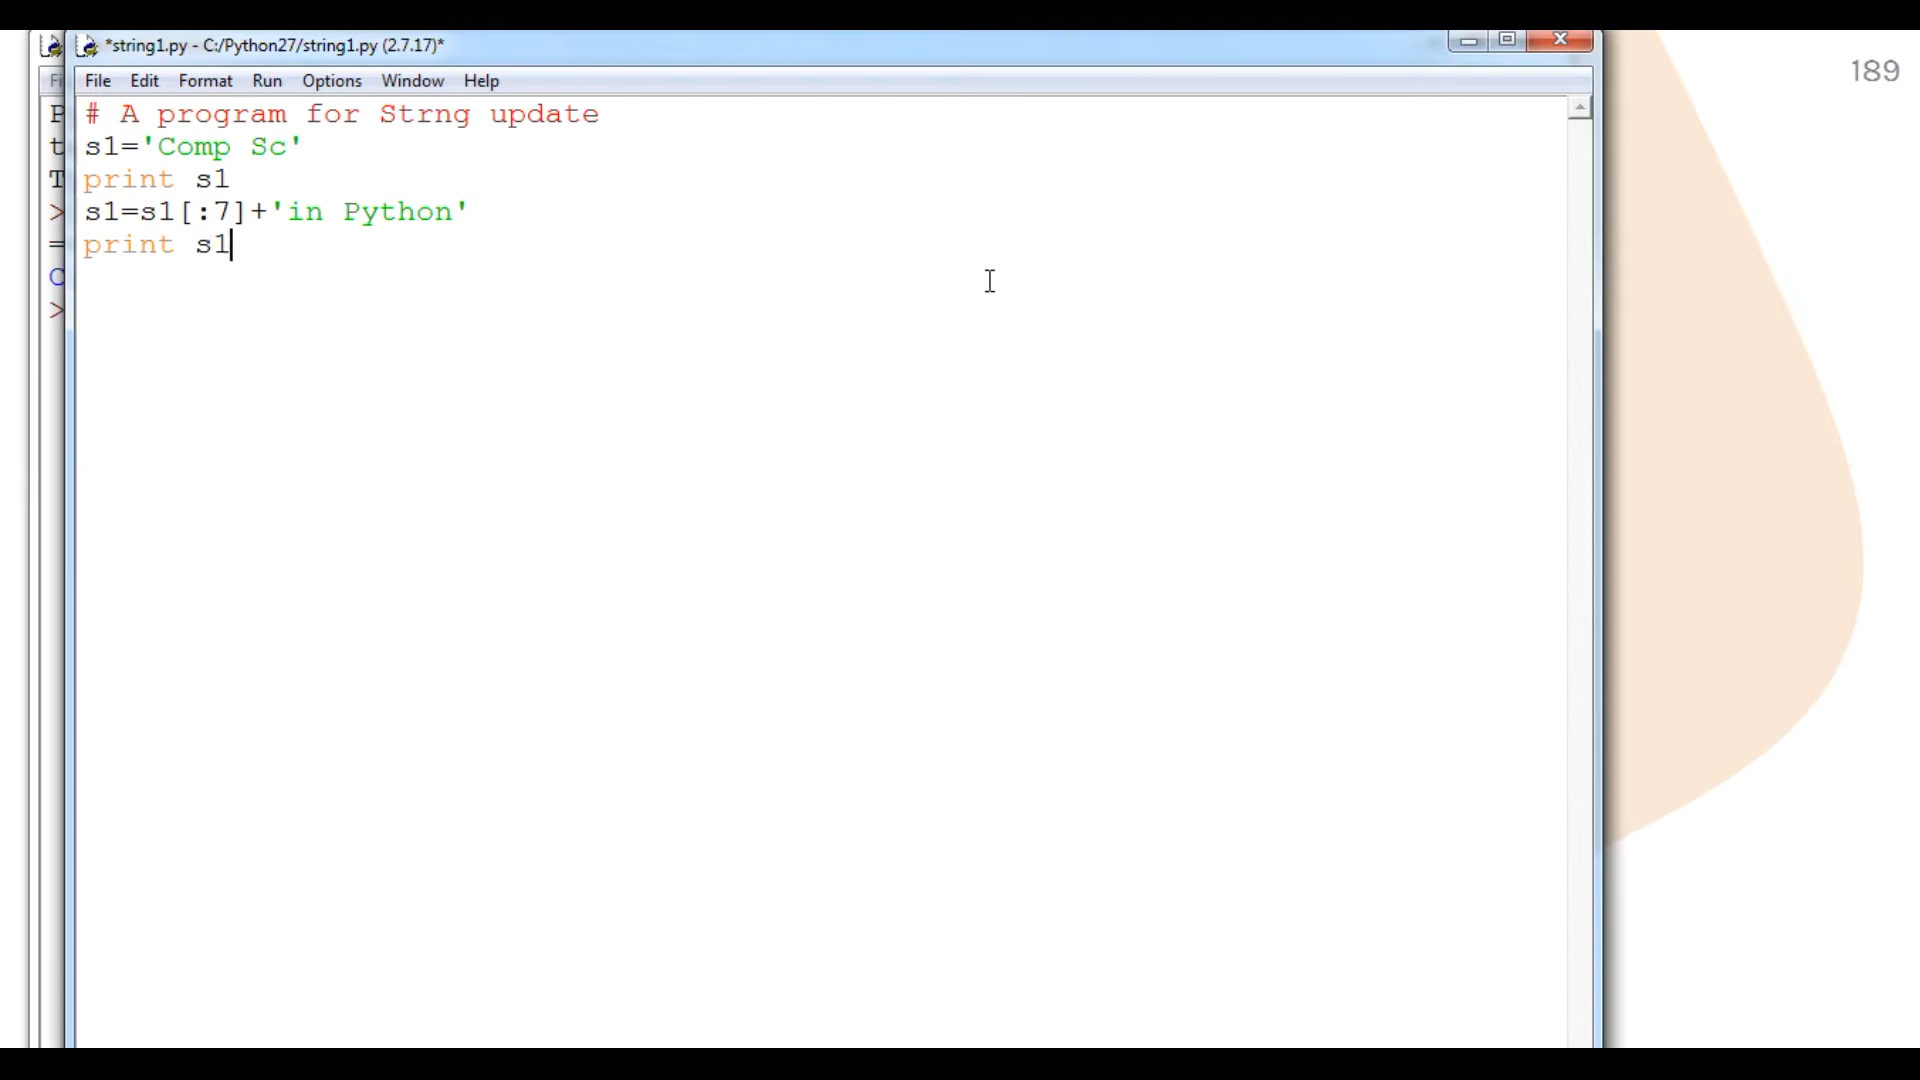 189
*string1.py - C:/Python27/string1.py (2.7.17)*
File Edit Format Run Options Window Help
# A program for Strng update
s1='Comp Sc'
print s1
s1=s1[:7]+'in Python'
print s1
Fi
P
t
T
>
=
C
>